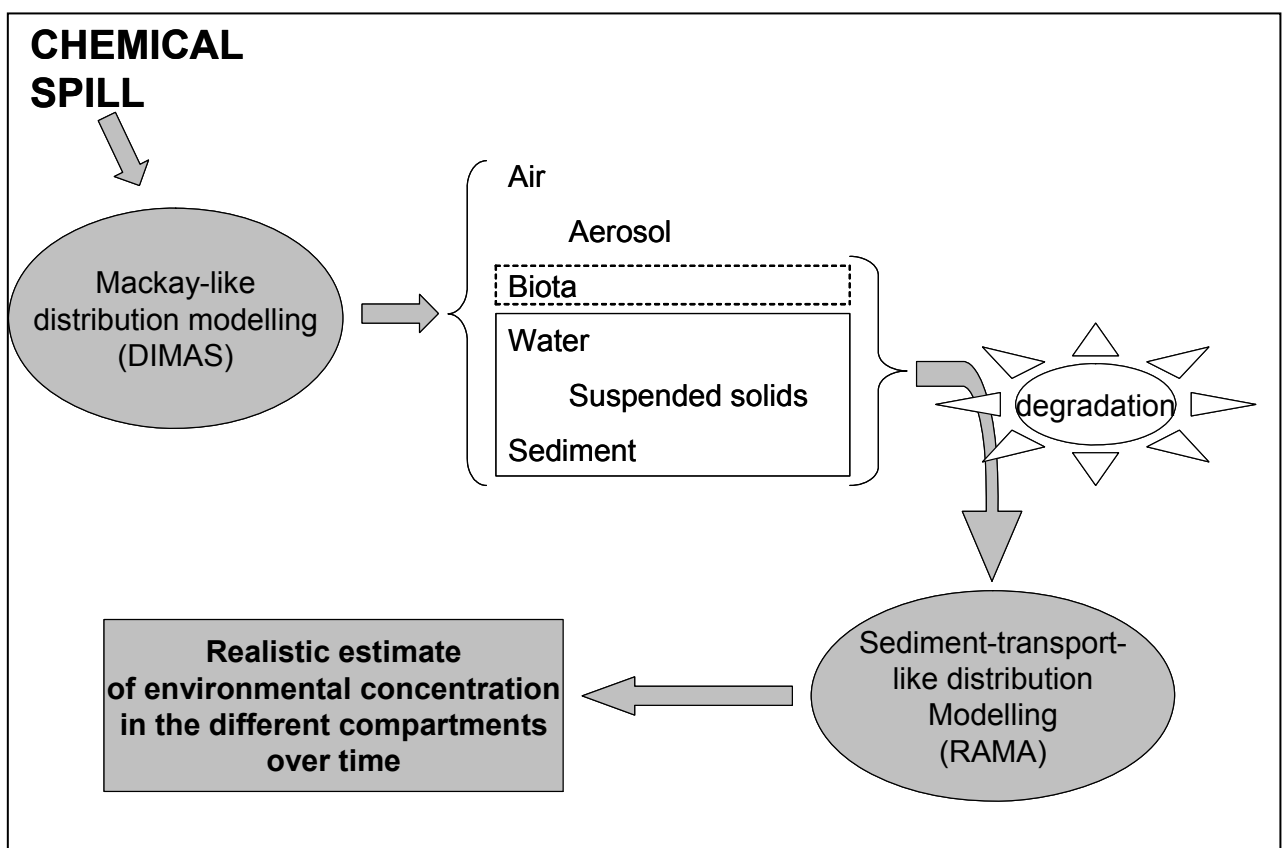 CHEMICAL
SPILL
Mackay-like
distribution modelling
(DIMAS)
Air
Aerosol
Biota
Water
Suspended solids
Sediment
degradation
Sediment-transport-
like distribution
Modelling
(RAMA)
Realistic estimate
of environmental concentration
in the different compartments
over time